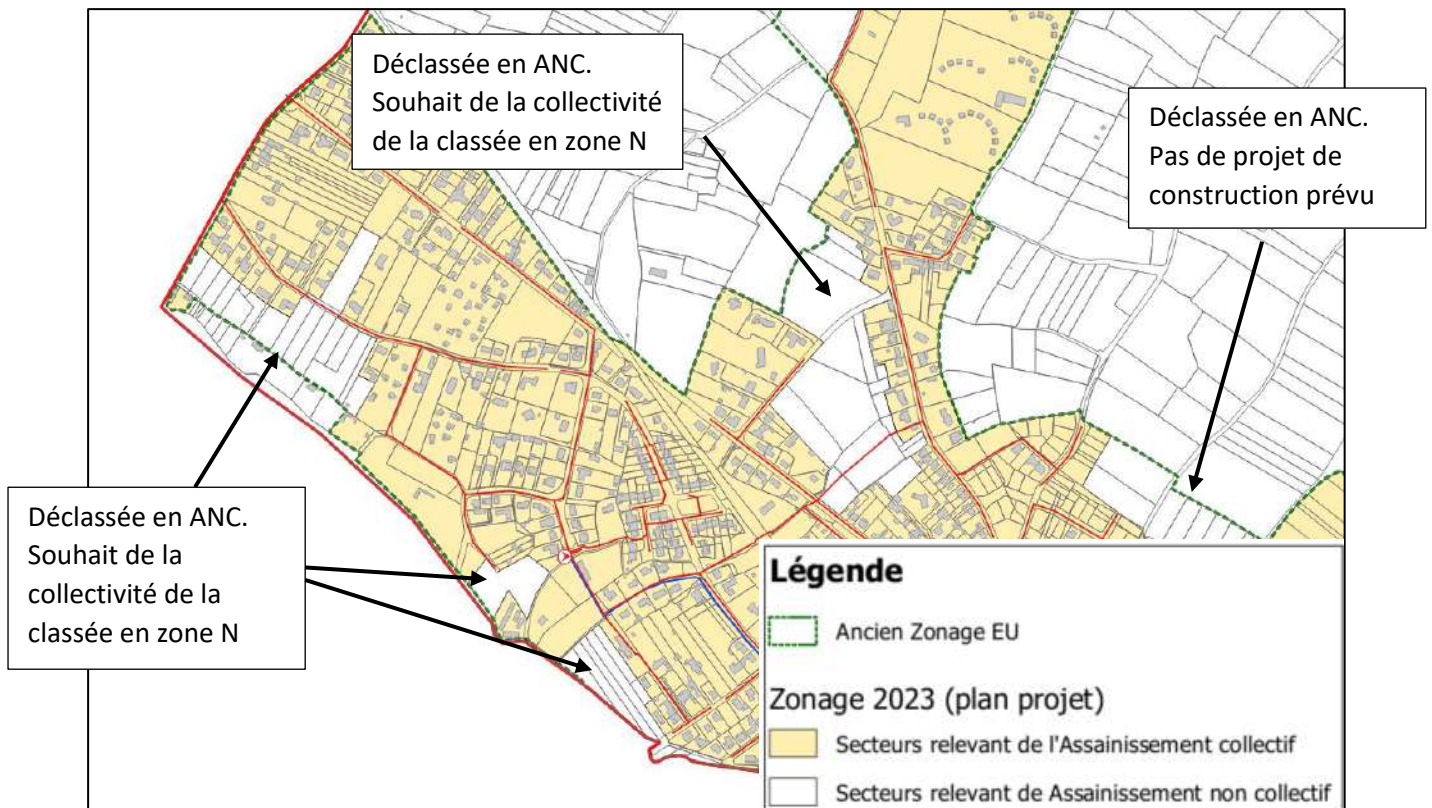 Déclassée en ANC.
Souhait de la collectivité
de la classée en zone N
Déclassée en ANC.
Pas de projet de
construction prévu
Déclassée en ANC.
Souhait de la
collectivité de la
classée en zone N
Légende
Ancien Zonage EU
Zonage 2023 (plan projet)
Secteurs relevant de l'Assainissement collectif
Secteurs relevant de Assainissement non collectif